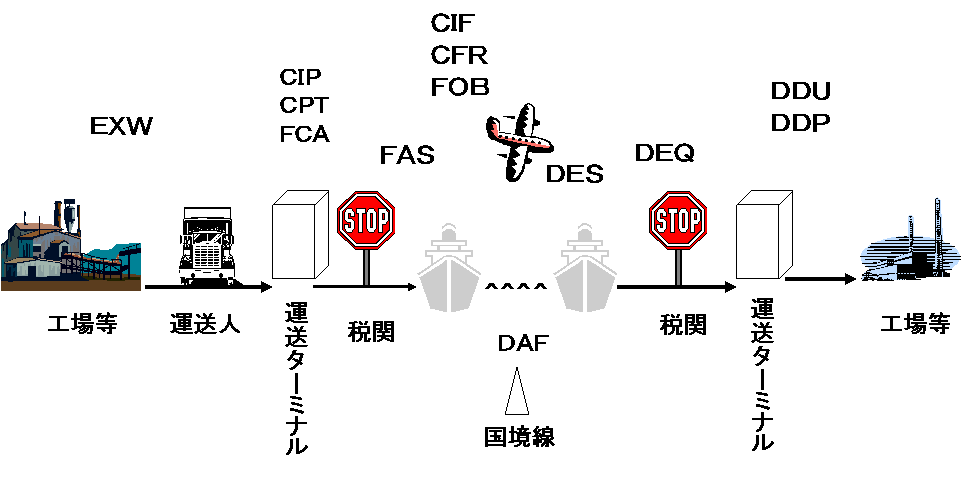 CIF
CFR
FOB
CIP
CPT
FCA
DDU
DDP
EXW
FAS
DES
DEQ
STOP
STOP
工場等
運送人
運送ターミナル
税関
税関
運送ターミナル
工場等
DAF
国境線